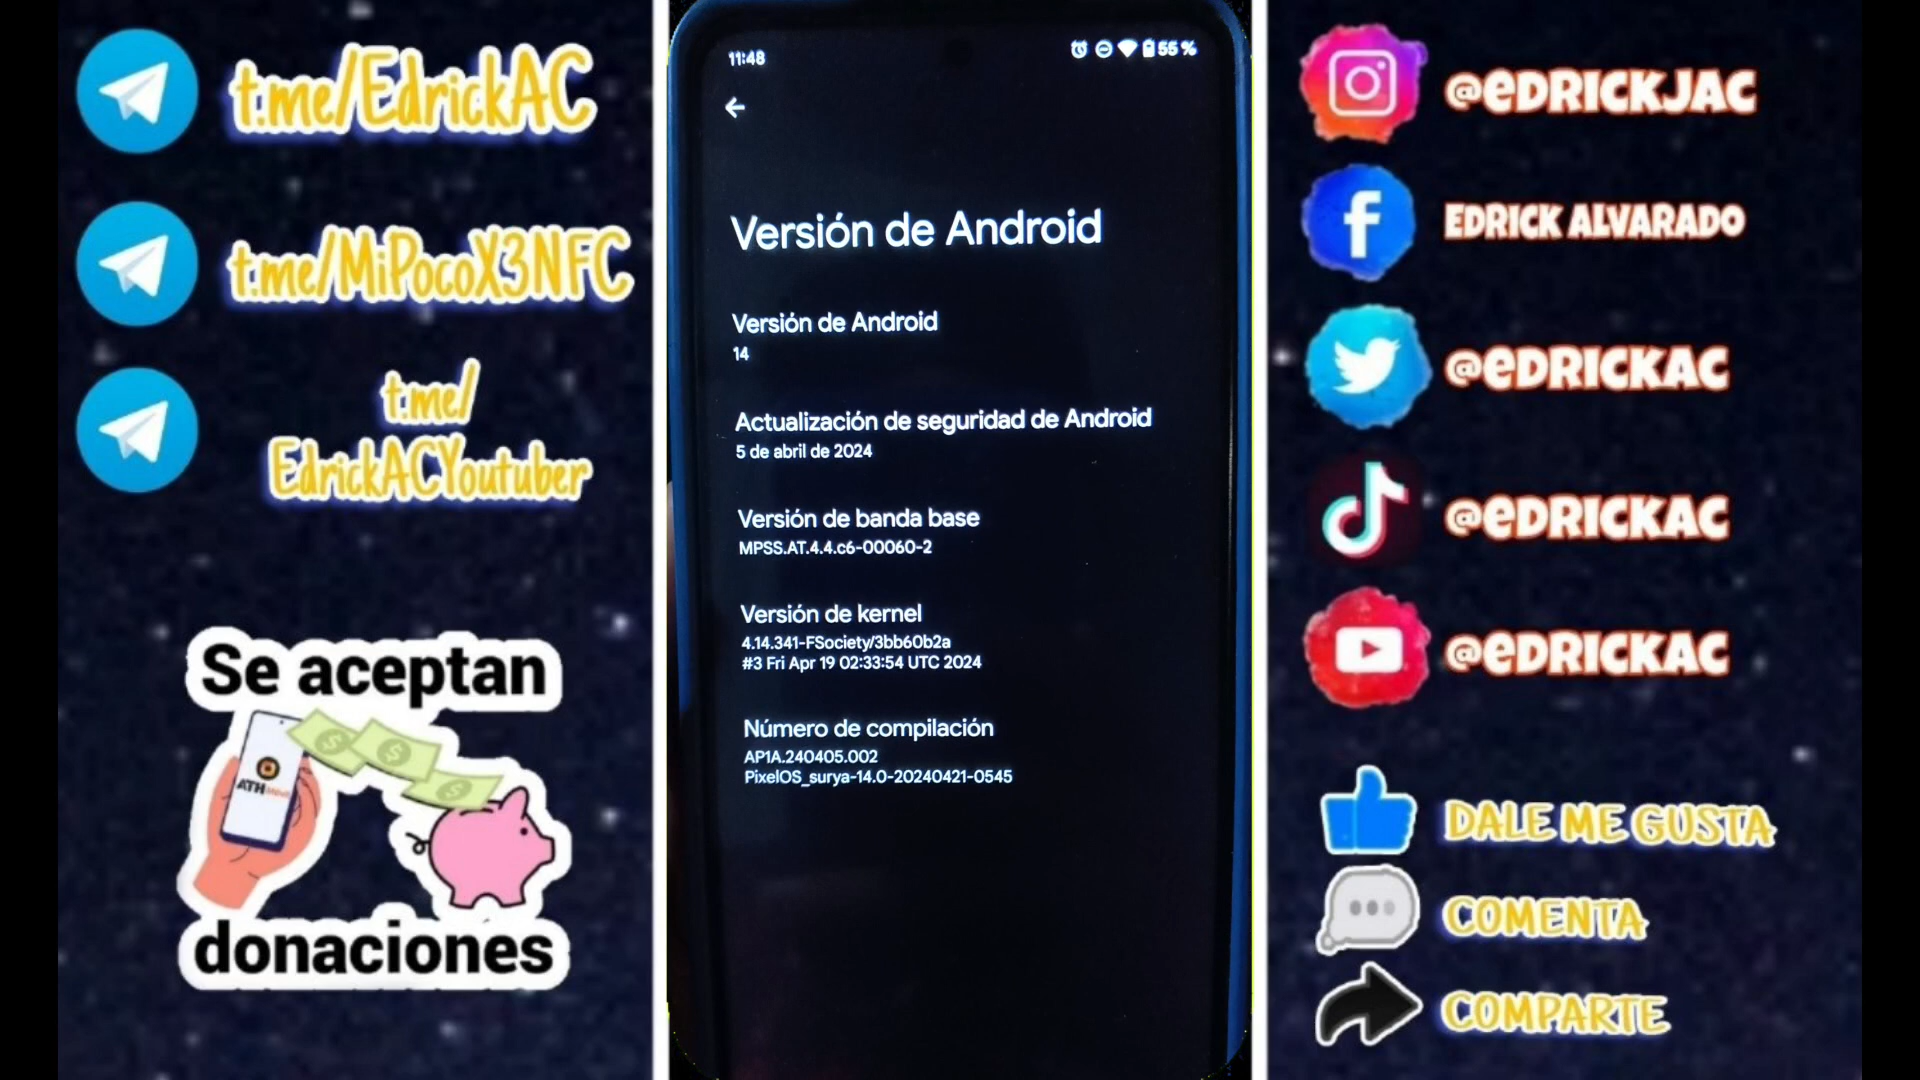 t.me/EdrickAC
t.me/MiPocoX3NFC
t.me/
EdrickACYoutuber
Se aceptan
ATH
donaciones
11:48
55 %
Versión de Android
Versión de Android
14
Actualización de seguridad de Android
5 de abril de 2024
Versión de banda base
MPSS.AT.4.4.c6-00060-2
Versión de kernel
4.14.341-FSociety/3bb60b2a
#3 Fri Apr 19 02:33:54 UTC 2024
Número de compilación
AP1A.240405.002
PixelOS_surya-14.0-20240421-0545
@EDRICKJAC
EDRICK ALVARADO
@EDRICKAC
@EDRICKAC
@EDRICKAC
DALE ME GUSTA
COMENTA
COMPARTE